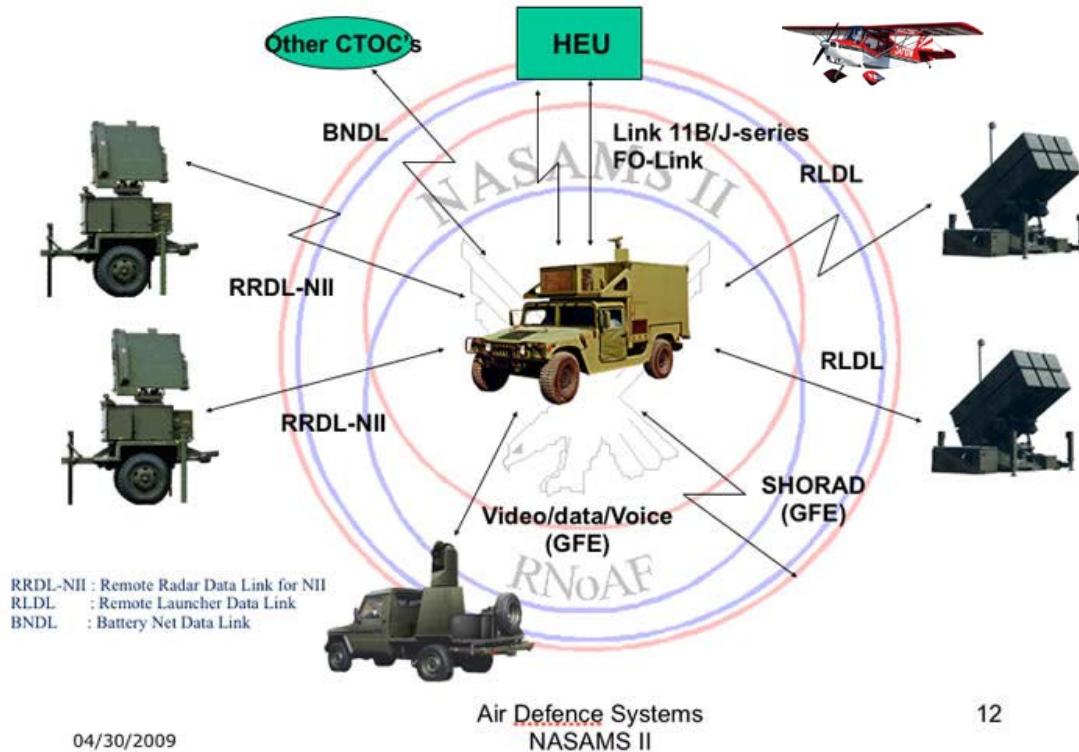 Other CTOC's
HEU
BNDL
Link 11B/J-series
FO-Link
RLDL
NASAMS II
RRDL-NII
RLDL
RRDL-NII
SHORAD
(GFE)
Video/data/Voice
(GFE)
RNoAF
RRDL-NII : Remote Radar Data Link for NII
RLDL : Remote Launcher Data Link
BNDL : Battery Net Data Link
Air Defence Systems
NASAMS II
12
04/30/2009